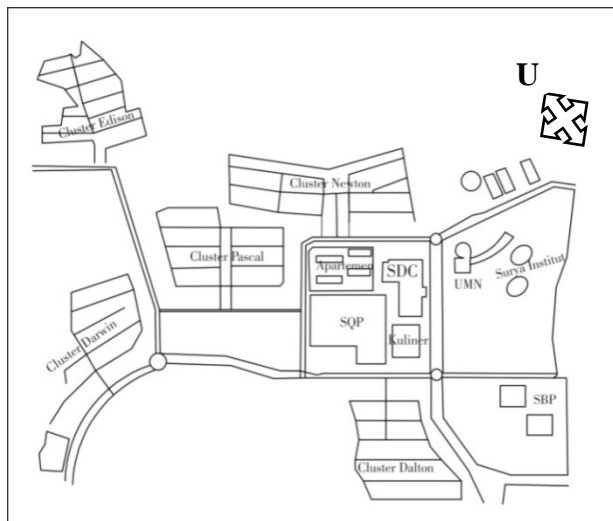 U
Cluster Edison
Cluster Newton
Cluster Pascal
Apartemen
SDC
UMN
Surya Institut
SQP
Kuliner
Cluster Darwin
SBP
Cluster Dalton